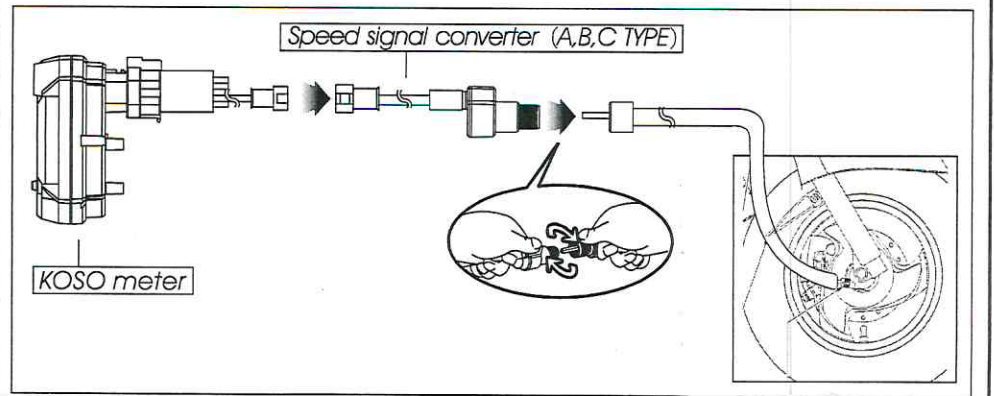 Speed signal converter (A,B,C TYPE)
KOSO meter